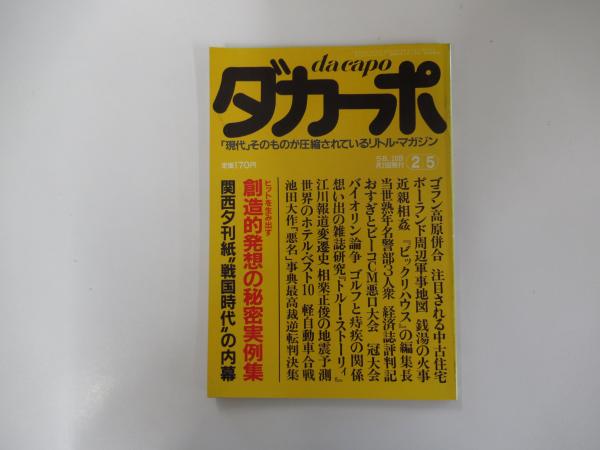 da capo
ダカーポ
「現代」そのものが圧縮されているリトル・マガジン
定価170円
5日、20日
月2回発行
2 5
ゴラン高原併合 注目される中古住宅
ポーランド周辺軍事地図 銭湯の火事
近親相姦 『ビックリハウス』の編集長
当世熟年名警部3人衆 経済誌評判記
おすぎとピーコCM悪口大会 冠大会
バイオリン論争 ゴルフと痔疾の関係
想い出の雑誌研究『トルー・ストーリィ』
江川報道変遷史 相楽正俊の地震予測
世界のホテル・ベスト10 軽自動車合戦
池田大作「悪名」事典 最高裁逆転判決集
ヒットを生み出す
創造的発想の秘密実例集
関西夕刊紙"戦国時代"の内幕